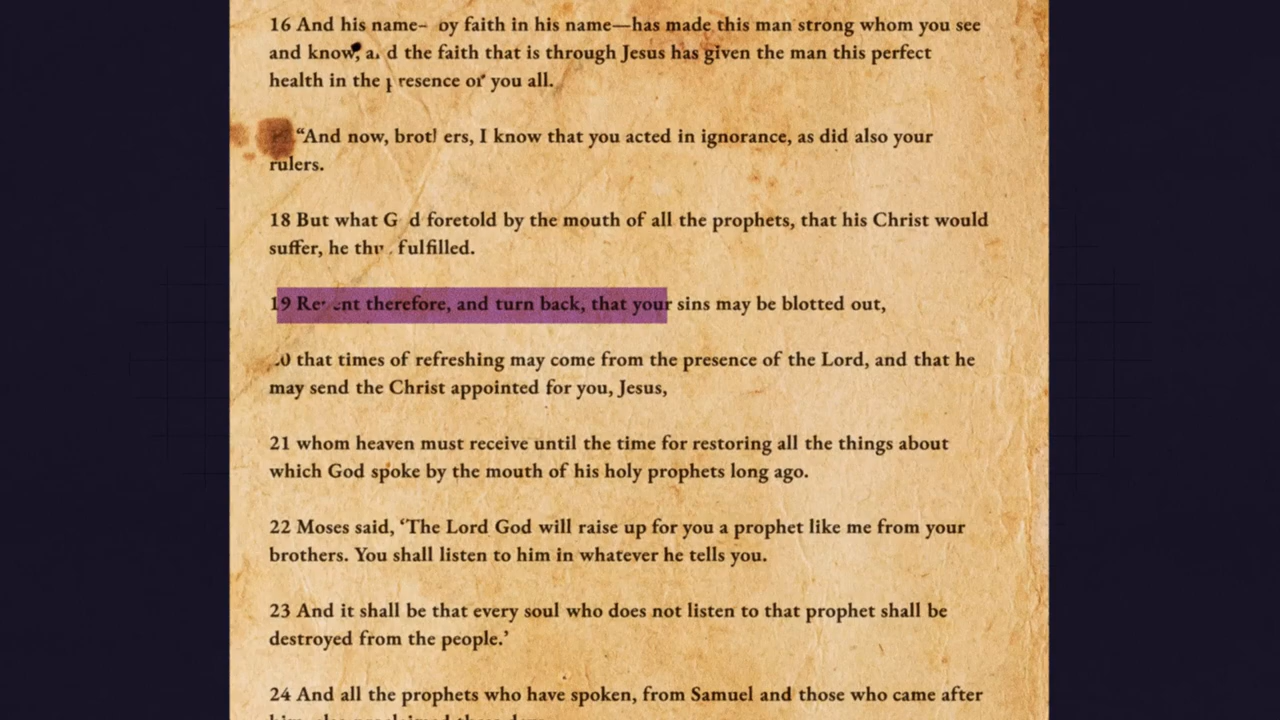 16 And his name– by faith in his name—has made this man strong whom you see
and know, a d the faith that is through Jesus has given the man this perfect
health in the presence of you all.
“And now, brothers, I know that you acted in ignorance, as did also your
rulers.
18 But what G d foretold by the mouth of all the prophets, that his Christ would
suffer, he thus fulfilled.
19 Repent therefore, and turn back, that your sins may be blotted out,
20 that times of refreshing may come from the presence of the Lord, and that he
may send the Christ appointed for you, Jesus,
21 whom heaven must receive until the time for restoring all the things about
which God spoke by the mouth of his holy prophets long ago.
22 Moses said, ‘The Lord God will raise up for you a prophet like me from your
brothers. You shall listen to him in whatever he tells you.
23 And it shall be that every soul who does not listen to that prophet shall be
destroyed from the people.’
24 And all the prophets who have spoken, from Samuel and those who came after